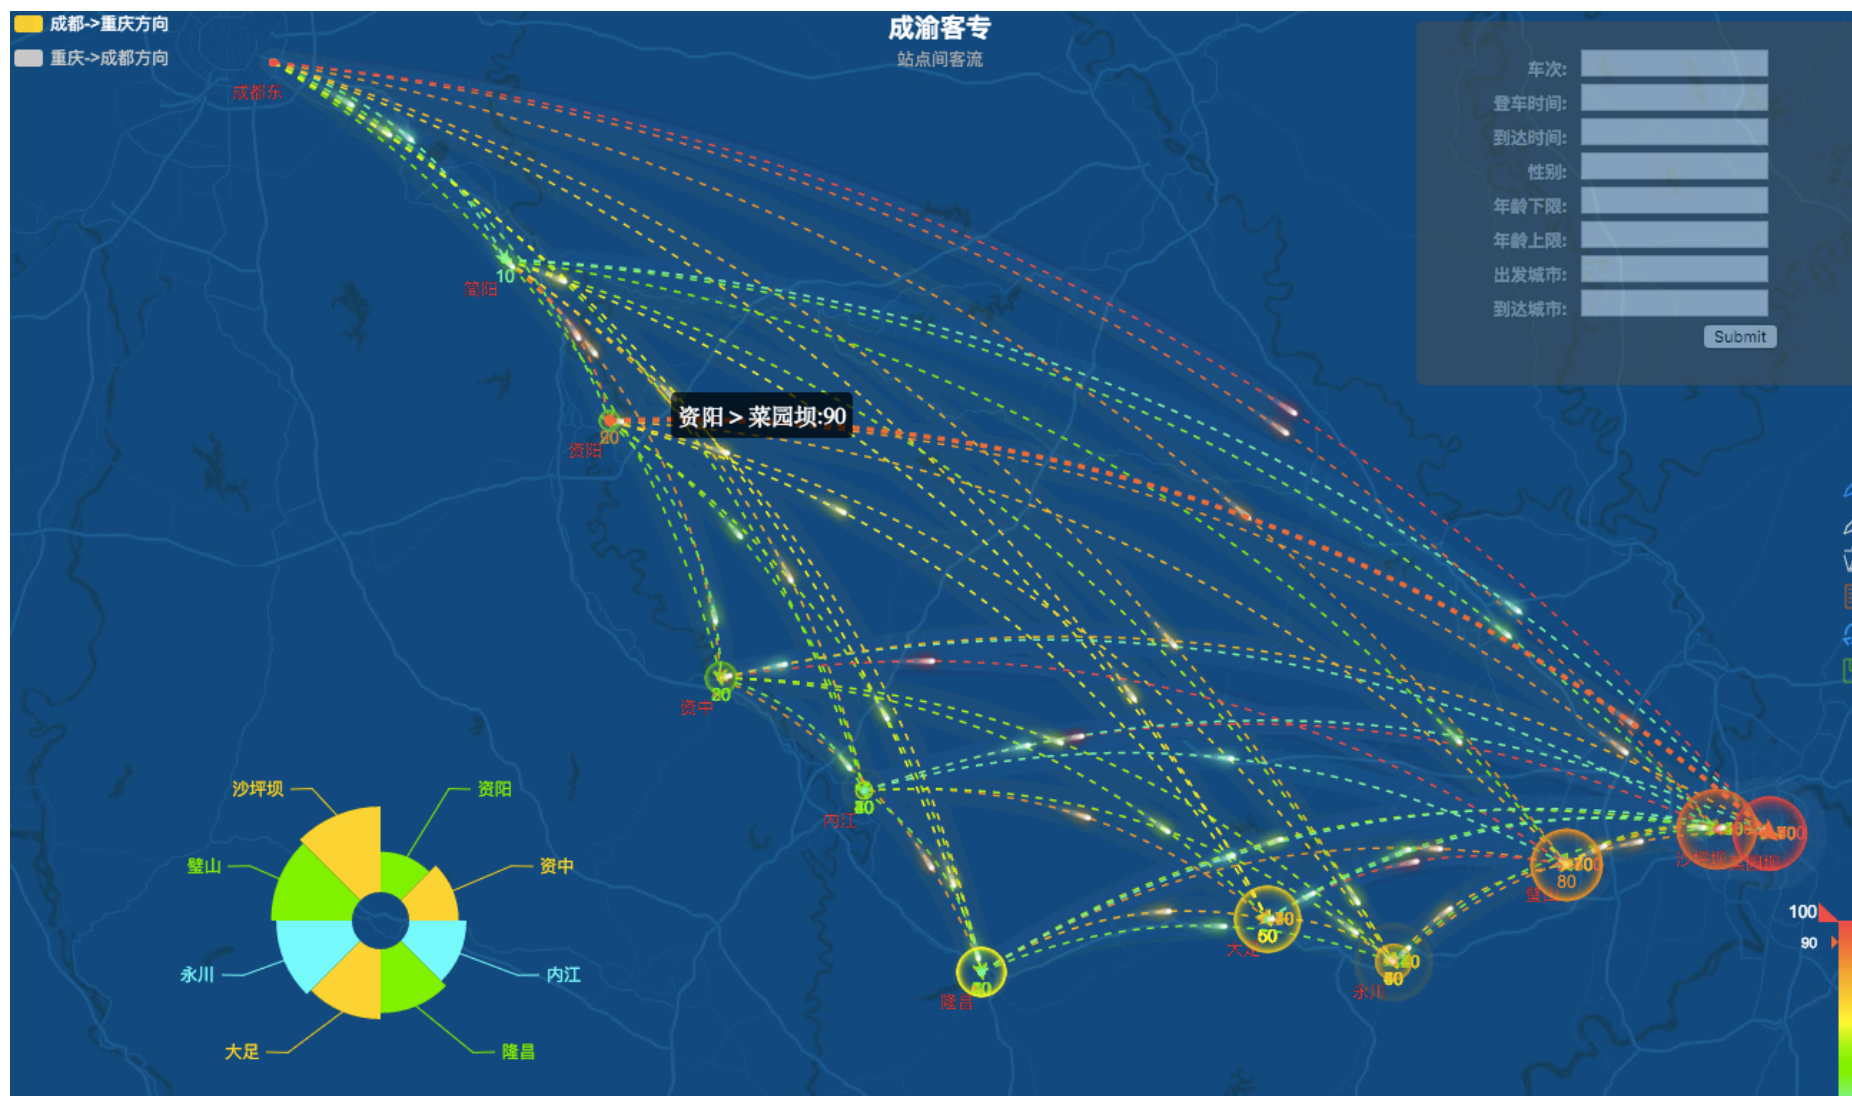 成都->重庆方向
重庆->成都方向
成渝客专
站点间客流
车次:
登车时间:
到达时间:
性别:
年龄下限:
年龄上限:
出发城市:
到达城市:
Submit
成都东
10
简阳
资阳 > 菜园坝:90
资阳
资中
内江
沙坪坝
璧山
80
大足
50
永川
隆昌
100
90
沙坪坝
资阳
璧山
资中
永川
内江
大足
隆昌